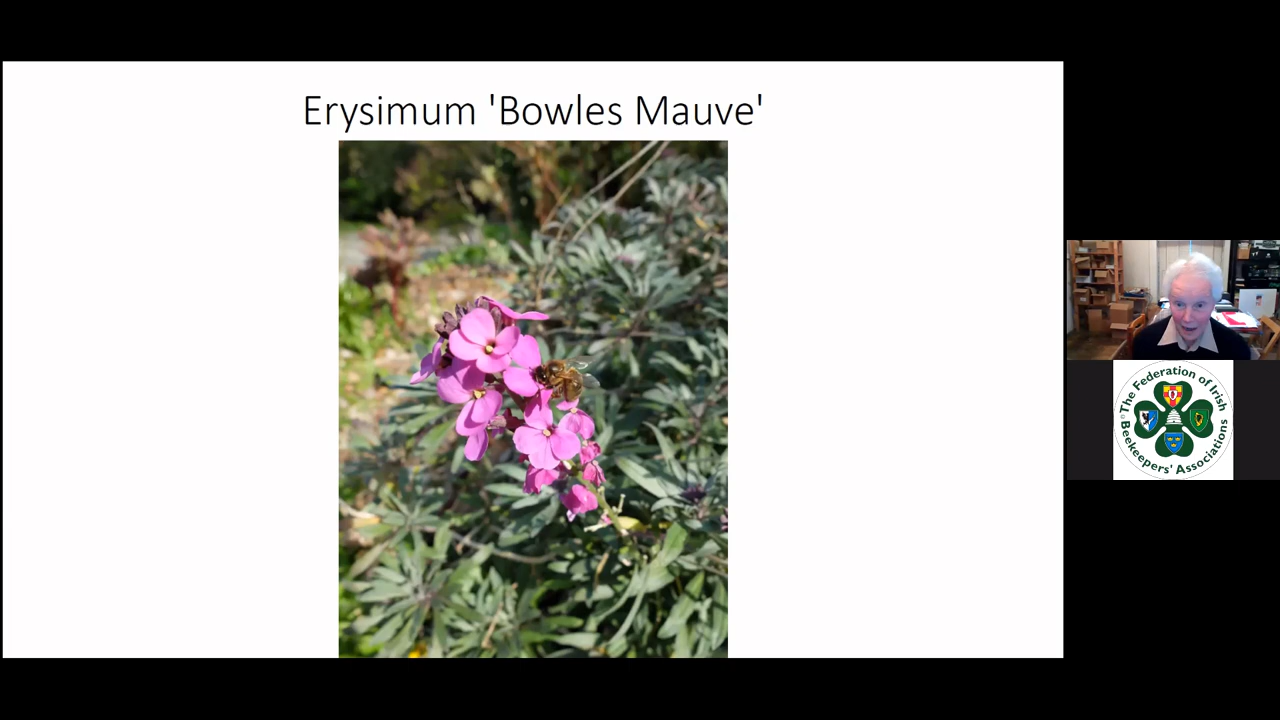 Erysimum 'Bowles Mauve'
The Federation of Irish
Beekeepers' Associations